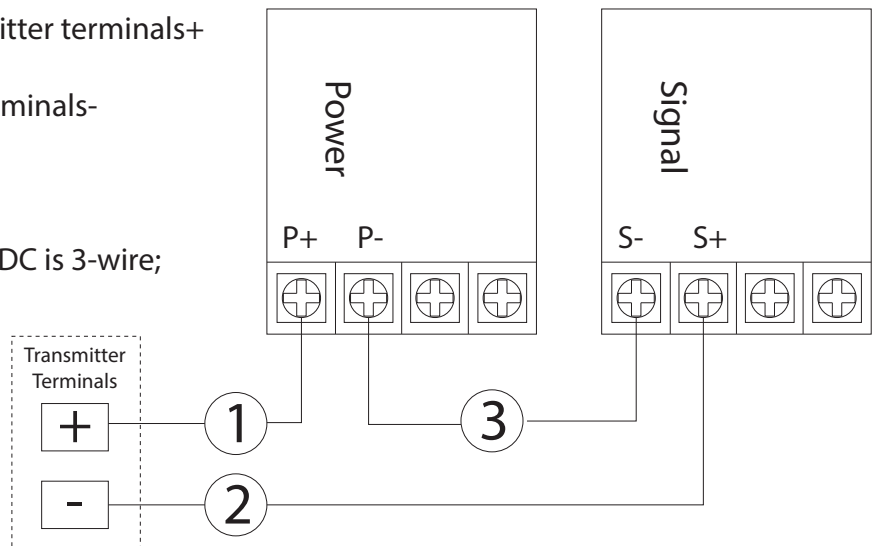 itter terminals+
minals-
DC is 3-wire;
Power
Signal
P+ P-
S- S+
Transmitter
Terminals
+
1
3
-
2